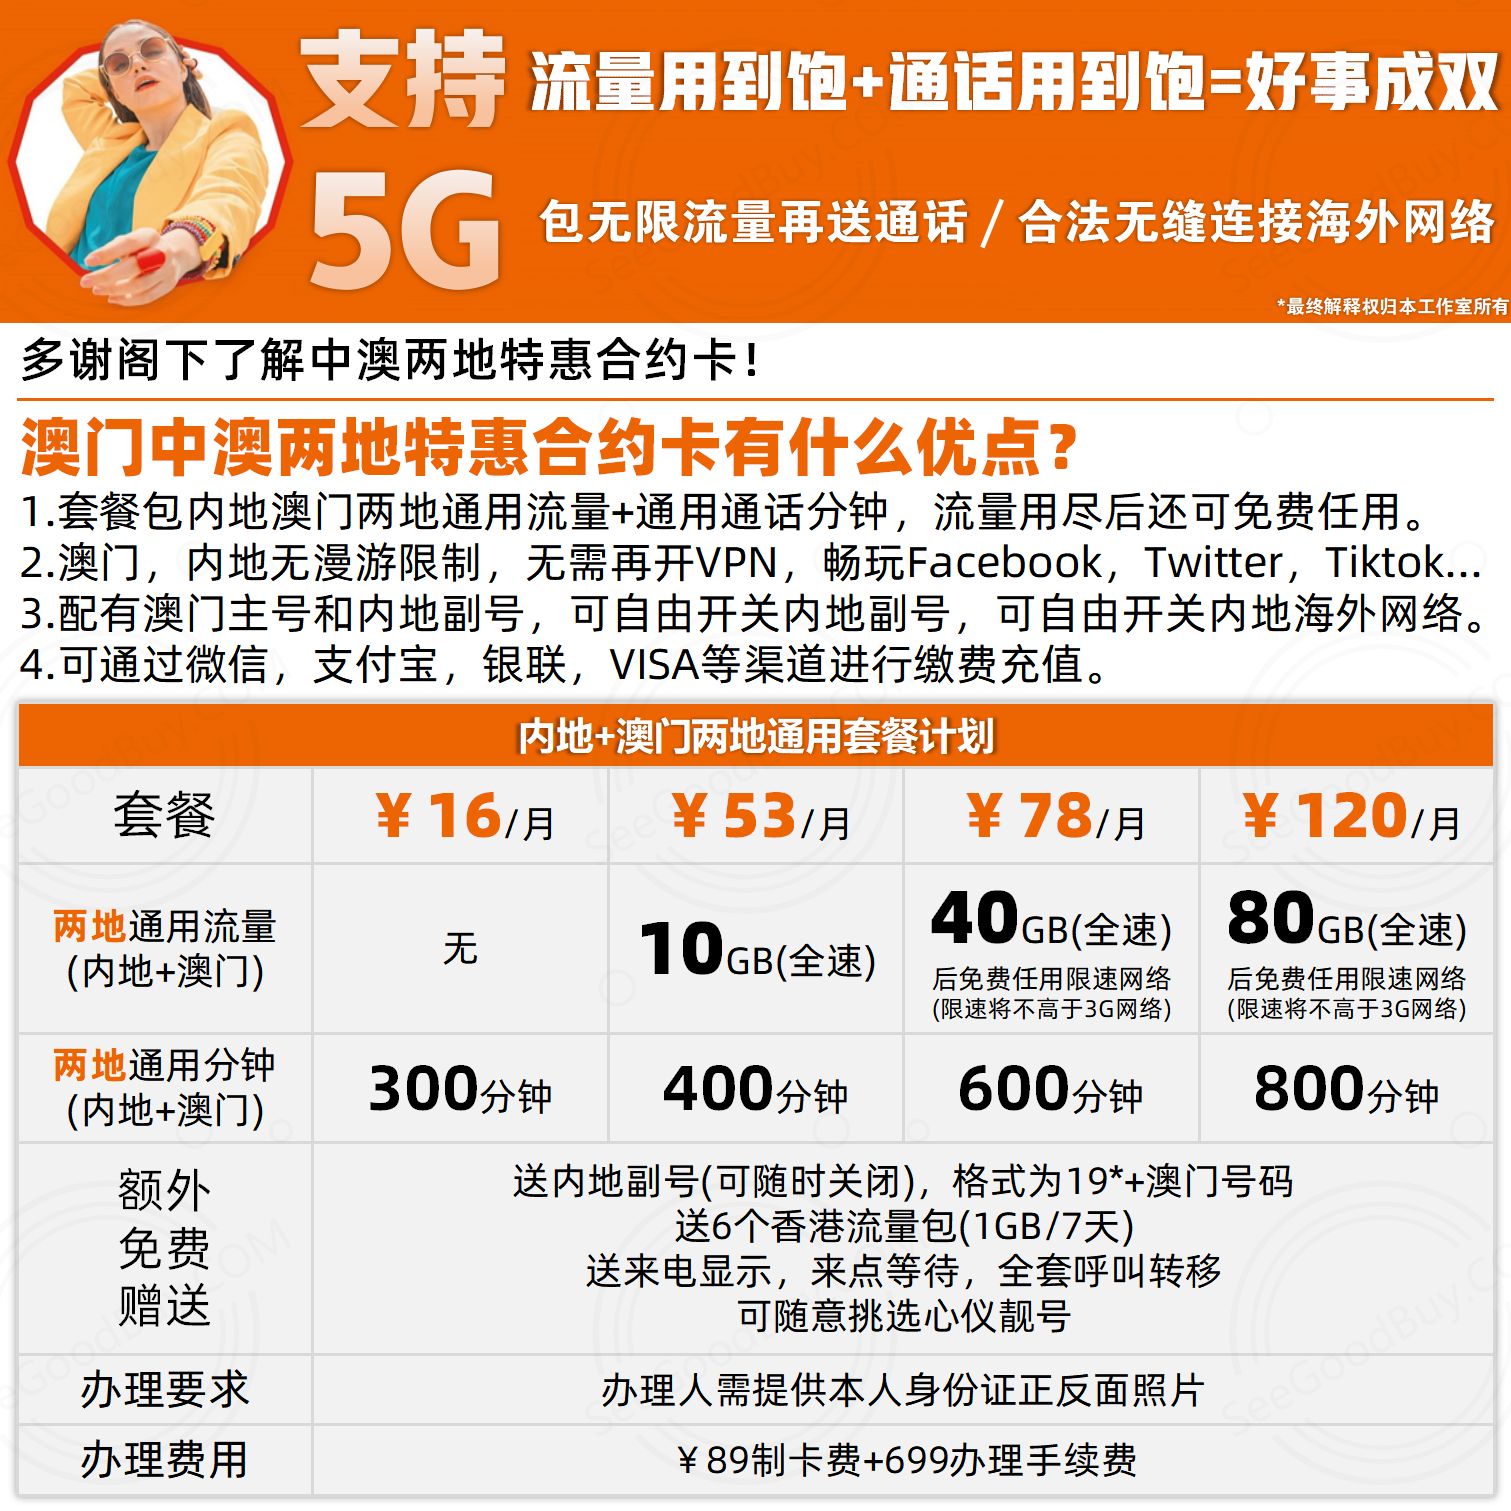 支持
5G
流量用到饱+通话用到饱=好事成双
包无限流量再送通话 / 合法无缝连接海外网络
*最终解释权归本工作室所有
多谢阁下了解中澳两地特惠合约卡！
澳门中澳两地特惠合约卡有什么优点？
1.套餐包内地澳门两地通用流量+通用通话分钟，流量用尽后还可免费任用。
2.澳门，内地无漫游限制，无需再开VPN，畅玩Facebook，Twitter，Tiktok...
3.配有澳门主号和内地副号，可自由开关内地副号，可自由开关内地海外网络。
4.可通过微信，支付宝，银联，VISA等渠道进行缴费充值。
内地+澳门两地通用套餐计划
套餐 ¥16/月 ¥53/月 ¥78/月 ¥120/月
两地通用流量
(内地+澳门)
无
10GB(全速)
40GB(全速)
后免费任用限速网络
(限速将不高于3G网络)
80GB(全速)
后免费任用限速网络
(限速将不高于3G网络)
两地通用分钟
(内地+澳门)
300分钟 400分钟 600分钟 800分钟
额外
免费
赠送
送内地副号(可随时关闭)，格式为19*+澳门号码
送6个香港流量包(1GB/7天)
送来电显示，来点等待，全套呼叫转移
可随意挑选心仪靓号
办理要求 办理人需提供本人身份证正反面照片
办理费用 ¥89制卡费+699办理手续费
SeeGoodBuy.COM